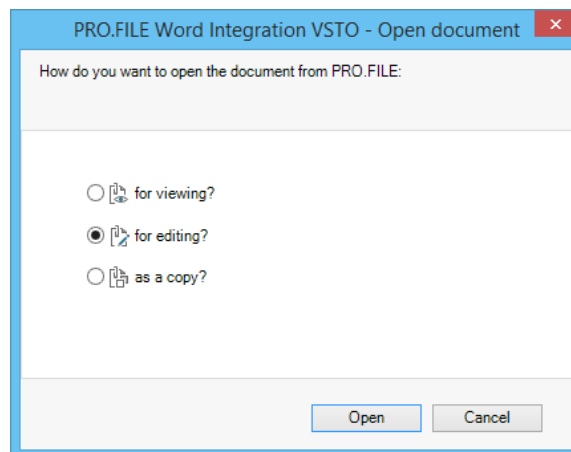 PRO.FILE Word Integration VSTO - Open document
How do you want to open the document from PRO.FILE:
for viewing?
for editing?
as a copy?
Open Cancel